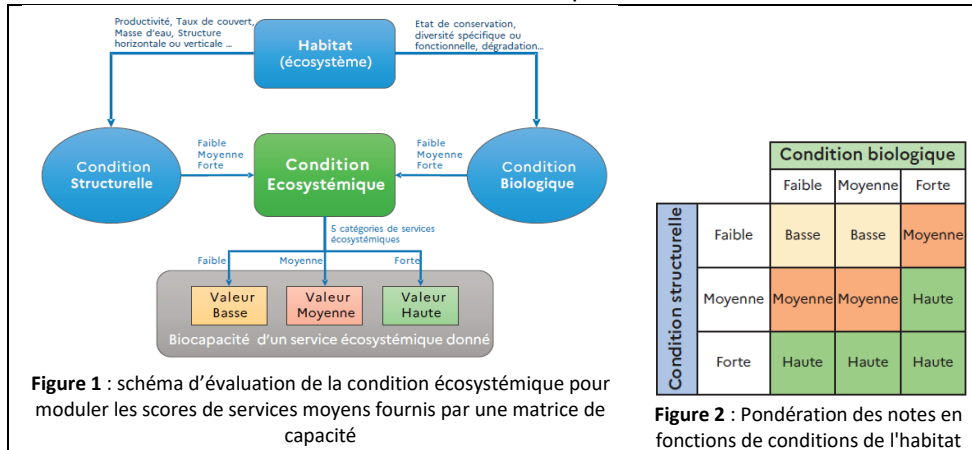 Productivité, Taux de couvert,
Masse d'eau, Structure
horizontale ou verticale ...
Habitat
(écosystème)
Etat de conservation,
diversité spécifique ou
fonctionnelle, dégradation...
Condition
Structurelle
Faible
Moyenne
Forte
Condition
Ecosystémique
Faible
Moyenne
Forte
Condition
Biologique
5 catégories de services
écosystémiques
Faible
Moyenne
Forte
Valeur
Basse
Valeur
Moyenne
Valeur
Haute
Biocapacité d'un service écosystémique donné
Figure 1 : schéma d'évaluation de la condition écosystémique pour
moduler les scores de services moyens fournis par une matrice de
capacité
Condition biologique
Faible Moyenne Forte
Condition structurelle
Faible Basse Basse Moyenne
Moyenne Moyenne Moyenne Haute
Forte Haute Haute Haute
Figure 2 : Pondération des notes en
fonctions de conditions de l'habitat